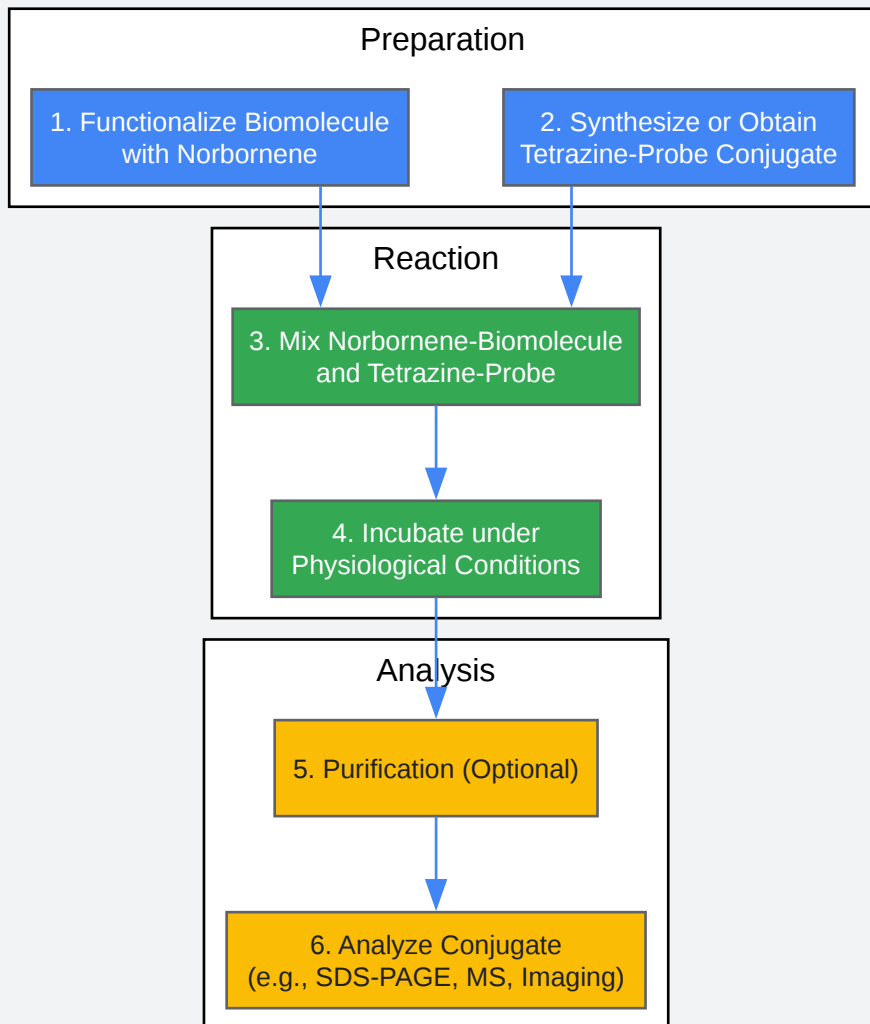 Preparation
1. Functionalize Biomolecule
with Norbornene
2. Synthesize or Obtain
Tetrazine-Probe Conjugate
Reaction
3. Mix Norbornene-Biomolecule
and Tetrazine-Probe
4. Incubate under
Physiological Conditions
Analysis
5. Purification (Optional)
6. Analyze Conjugate
(e.g., SDS-PAGE, MS, Imaging)